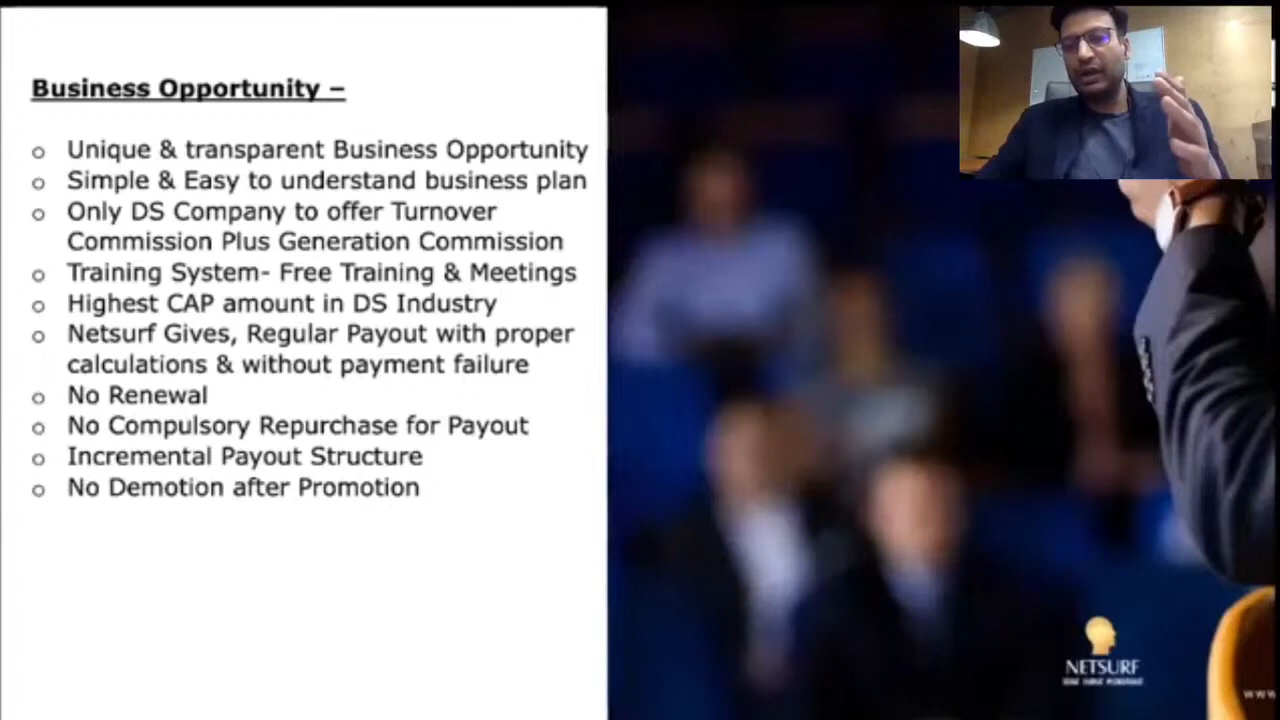 Business Opportunity –
o Unique & transparent Business Opportunity
o Simple & Easy to understand business plan
o Only DS Company to offer Turnover
Commission Plus Generation Commission
o Training System- Free Training & Meetings
o Highest CAP amount in DS Industry
o Netsurf Gives, Regular Payout with proper
calculations & without payment failure
o No Renewal
o No Compulsory Repurchase for Payout
o Incremental Payout Structure
o No Demotion after Promotion
NETSURF
www